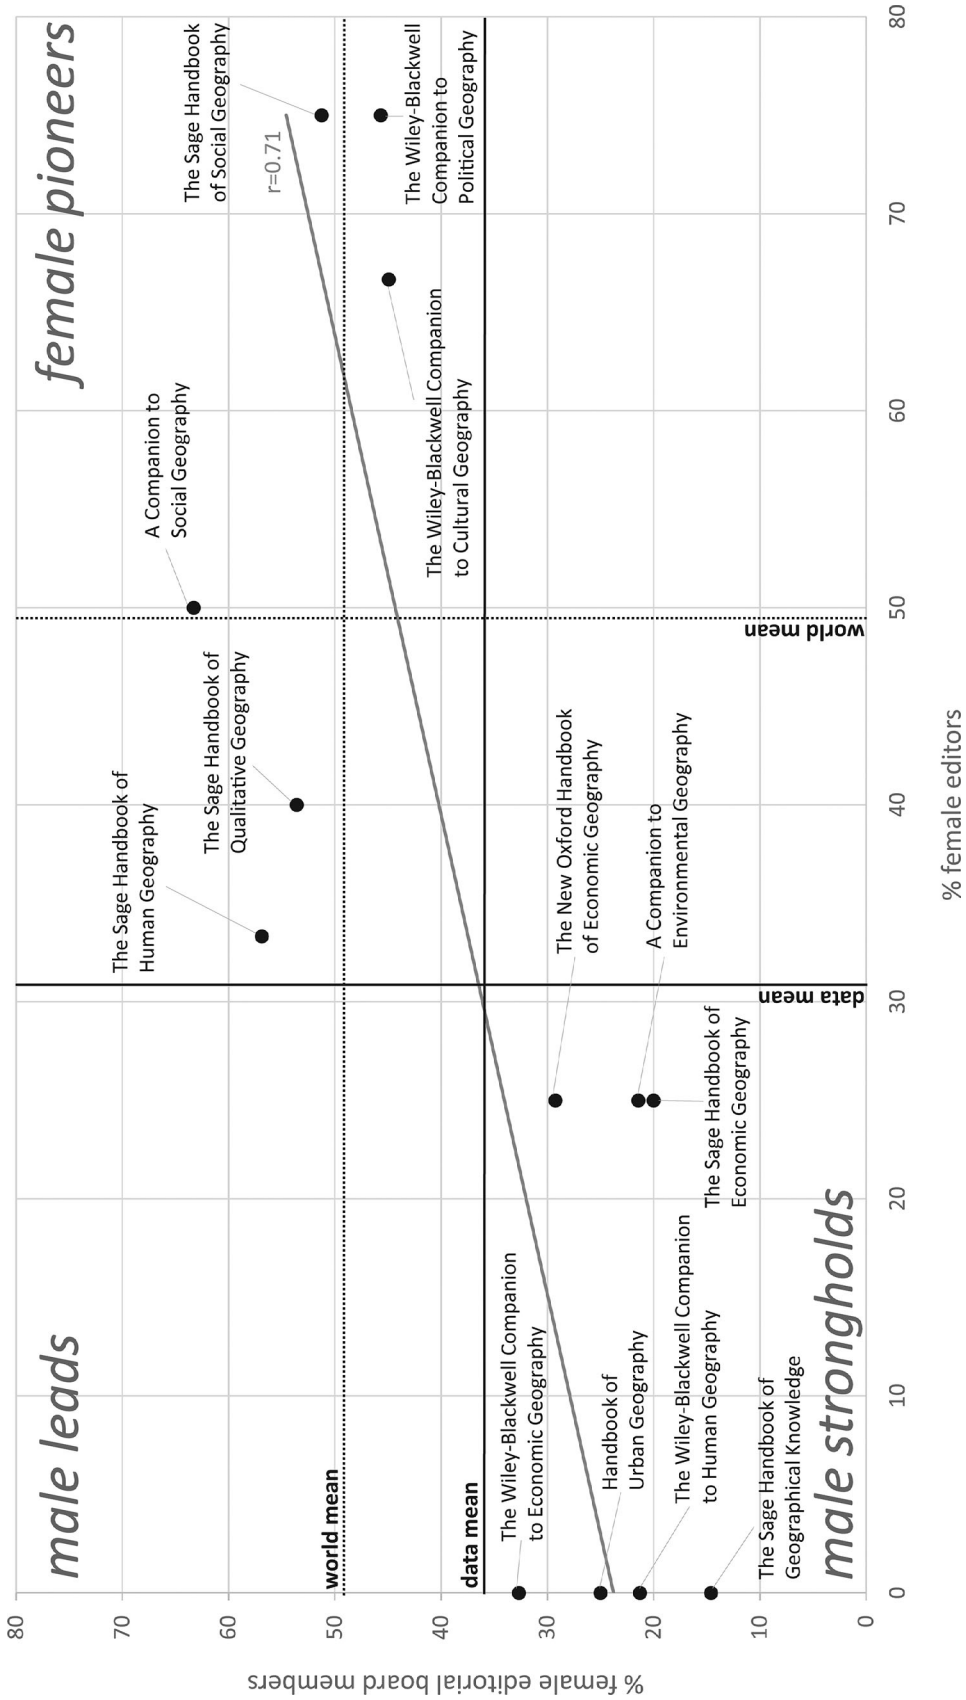 male leads
female pioneers
The Sage Handbook
of Social Geography
r=0.71
A Companion to
Social Geography
The Sage Handbook of
Human Geography
The Sage Handbook of
Qualitative Geography
The Wiley-Blackwell
Companion to
Political Geography
The Wiley-Blackwell Companion
to Cultural Geography
world mean
data mean
The Wiley-Blackwell Companion
to Economic Geography
Handbook of
Urban Geography
The Wiley-Blackwell Companion
to Human Geography
The Sage Handbook of
Geographical Knowledge
The New Oxford Handbook
of Economic Geography
A Companion to
Environmental Geography
The Sage Handbook of
Economic Geography
data mean
world mean
male strongholds
80
70
60
50
40
30
20
10
0
% female editorial board members
0
10
20
30
40
50
60
70
80
% female editors